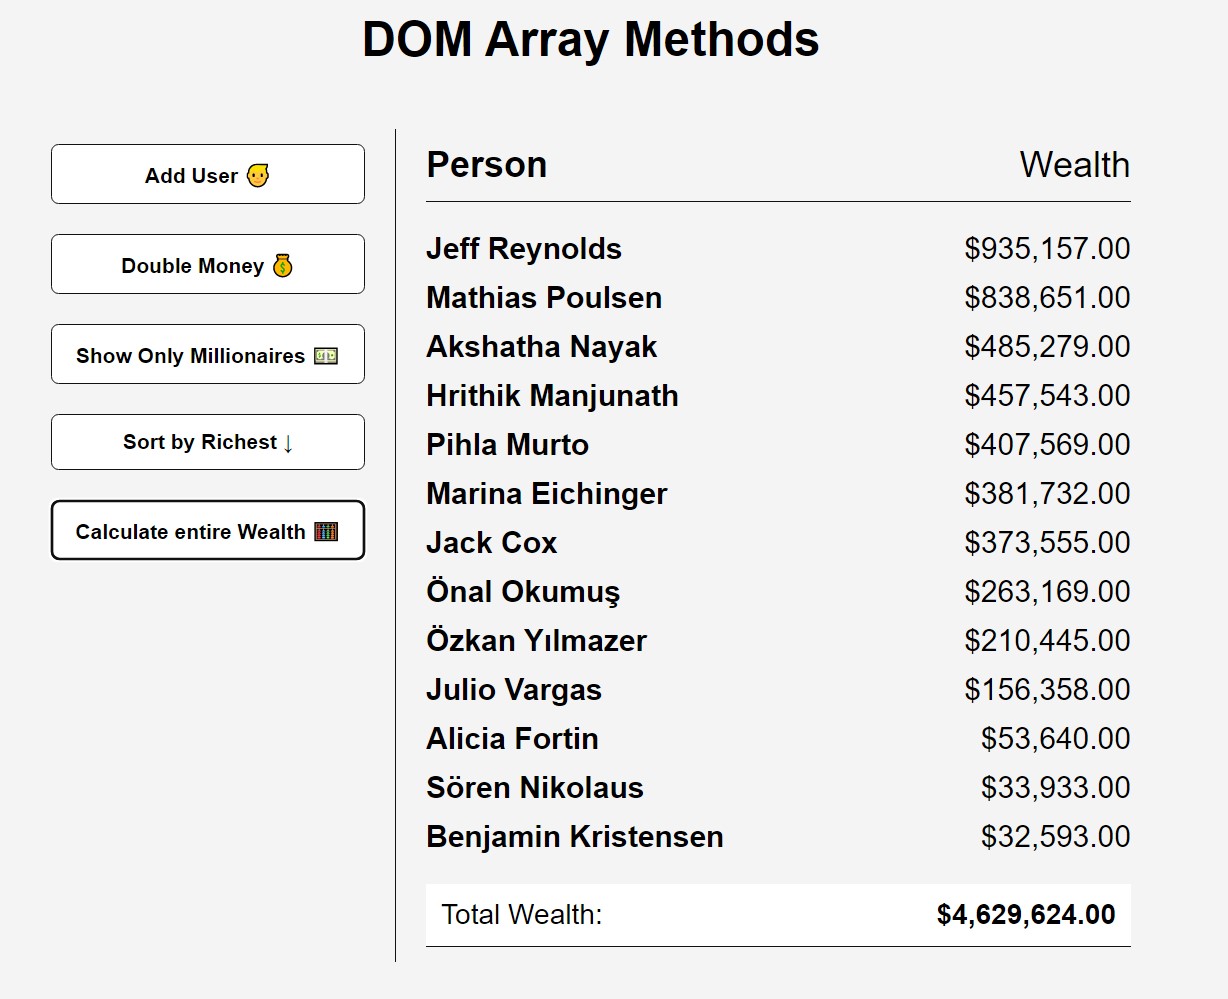 DOM Array Methods
Add User 👱
Double Money 💰
Show Only Millionaires 💵
Sort by Richest ↓
Calculate entire Wealth 🧮
Person Wealth
Jeff Reynolds $935,157.00
Mathias Poulsen $838,651.00
Akshatha Nayak $485,279.00
Hrithik Manjunath $457,543.00
Pihla Murto $407,569.00
Marina Eichinger $381,732.00
Jack Cox $373,555.00
Önal Okumuş $263,169.00
Özkan Yılmazer $210,445.00
Julio Vargas $156,358.00
Alicia Fortin $53,640.00
Sören Nikolaus $33,933.00
Benjamin Kristensen $32,593.00
Total Wealth: $4,629,624.00